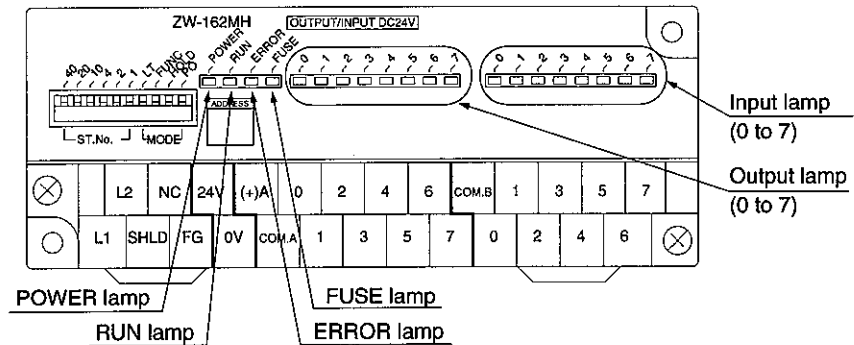 ZW-162MH OUTPUT/INPUT DC24V
40 20 10 4 2 1 LT FUNC HOLD PO
POWER RUN ERROR FUSE
0 1 2 3 4 5 6 7
0 1 2 3 4 5 6 7
ADDRESS
ST.No. MODE
Input lamp
(0 to 7)
Output lamp
(0 to 7)
L2 NC 24V (+)A 0 2 4 6 COM.B 1 3 5 7
L1 SHLD FG 0V COM.A 1 3 5 7 0 2 4 6
POWER lamp
FUSE lamp
RUN lamp
ERROR lamp